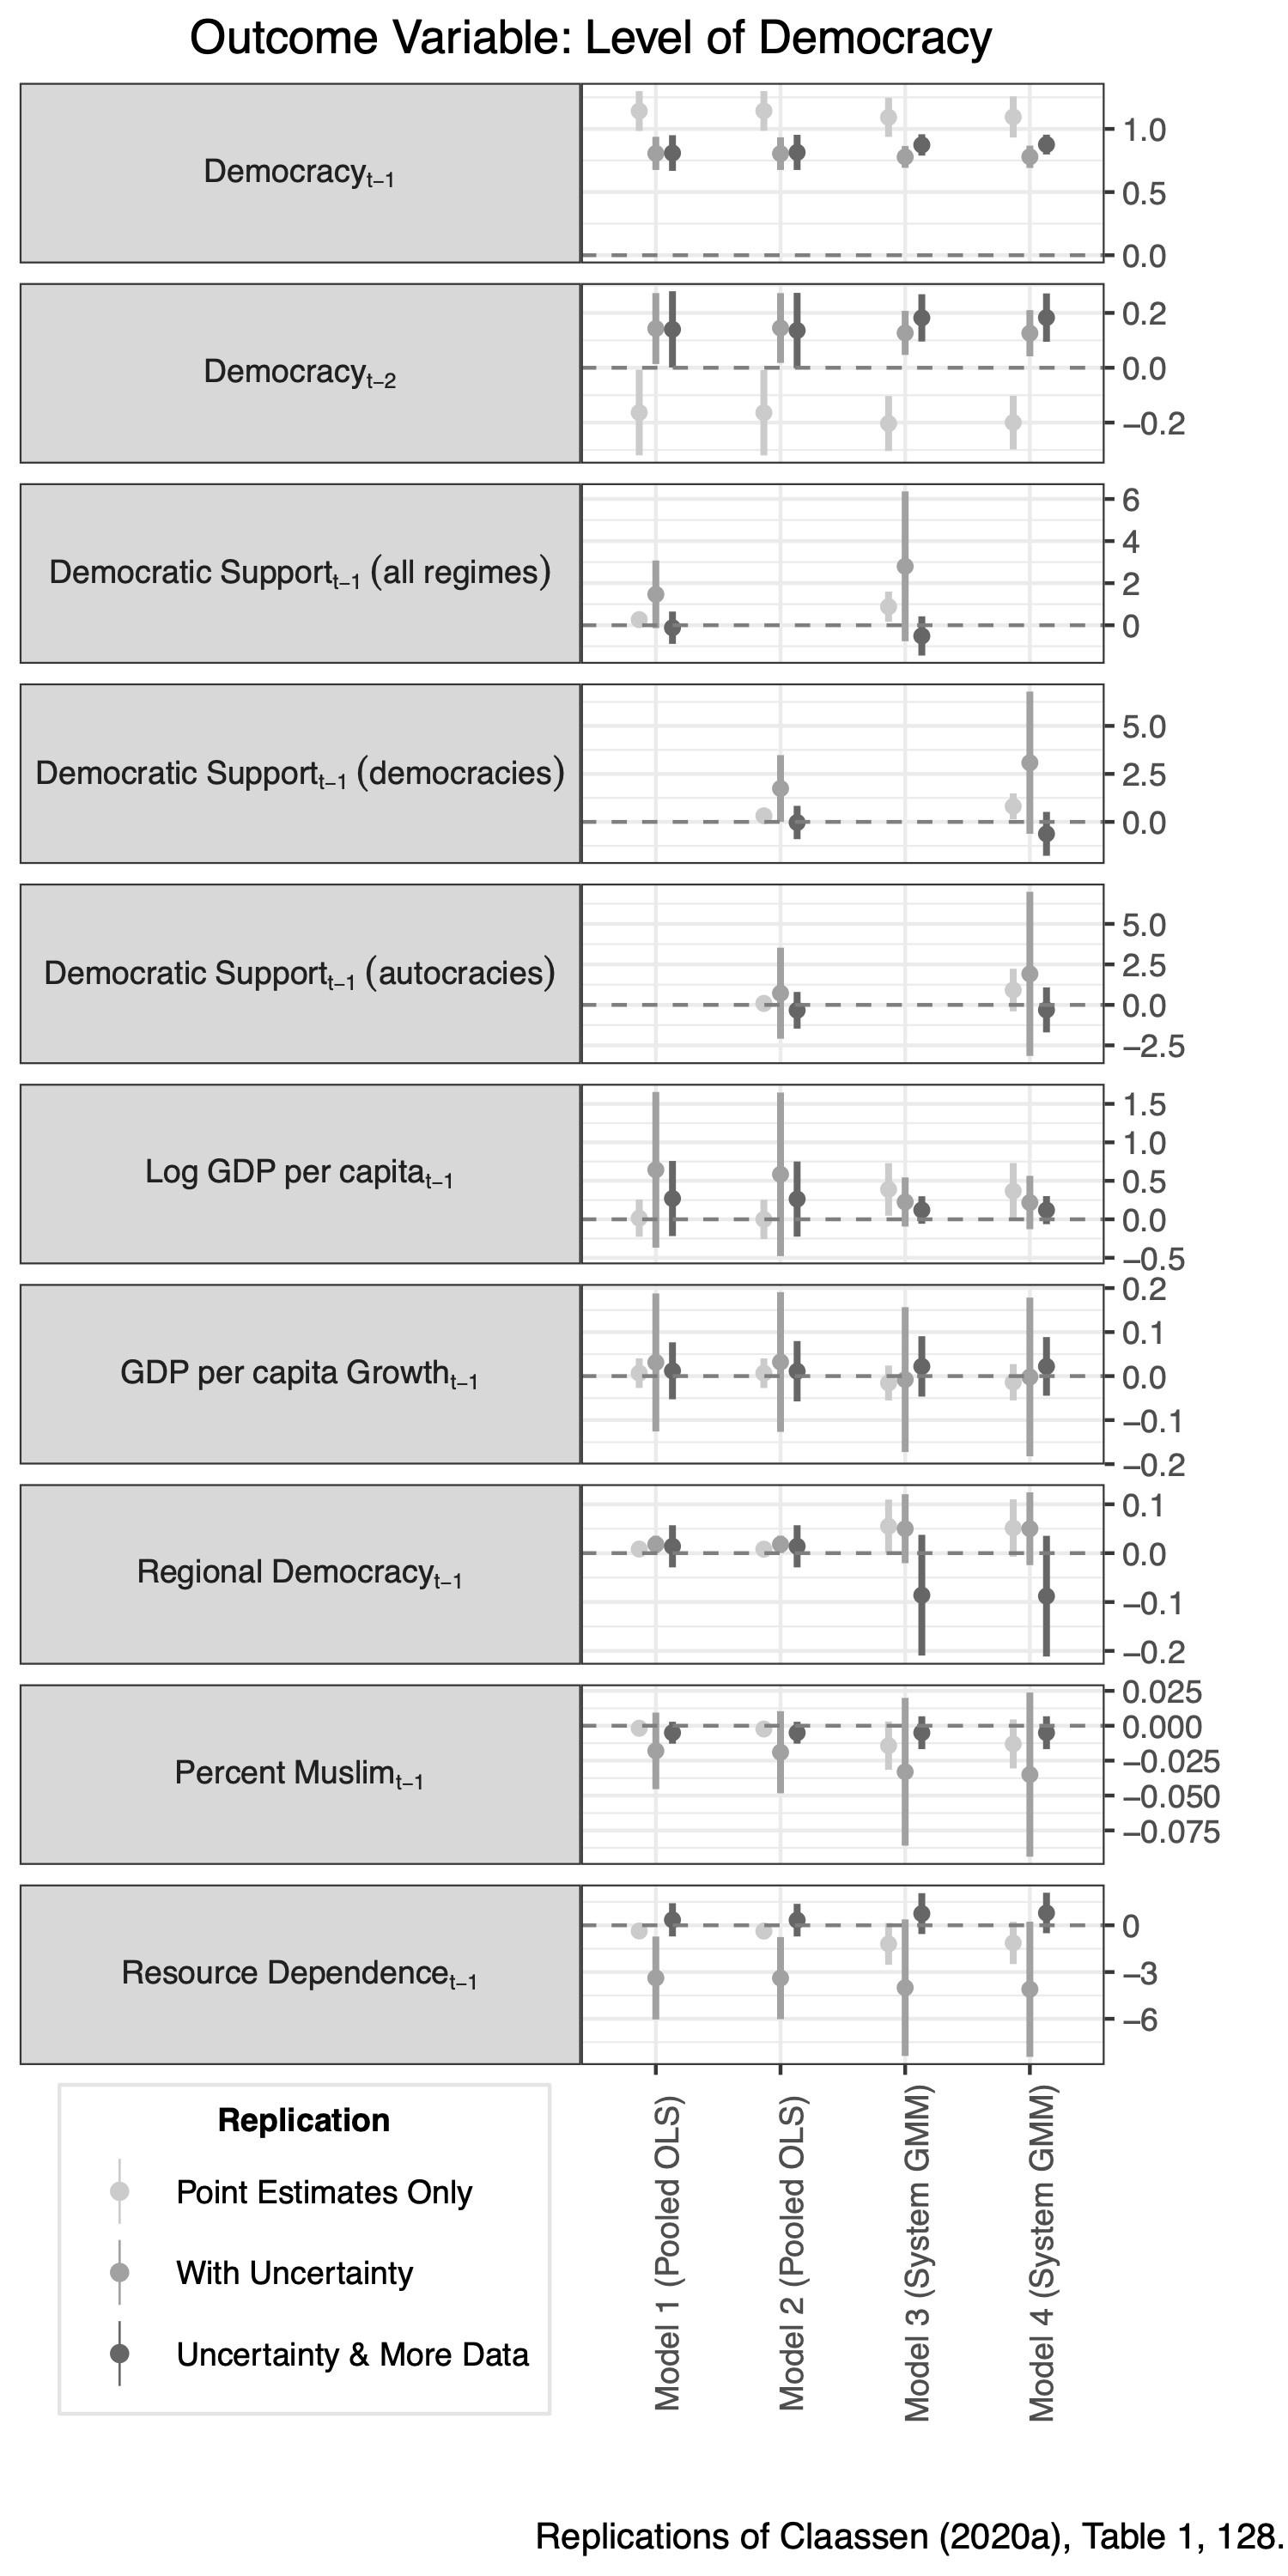 Outcome Variable: Level of Democracy
Democracyt−1
1.0
0.5
0.0
Democracyt−2
0.2
0.0
−0.2
Democratic Supportt−1 (all regimes)
6
4
2
0
Democratic Supportt−1 (democracies)
5.0
2.5
0.0
Democratic Supportt−1 (autocracies)
5.0
2.5
0.0
−2.5
Log GDP per capitat−1
1.5
1.0
0.5
0.0
−0.5
GDP per capita Growtht−1
0.2
0.1
0.0
−0.1
−0.2
Regional Democracyt−1
0.1
0.0
−0.1
−0.2
Percent Muslimt−1
0.025
0.000
−0.025
−0.050
−0.075
Resource Dependencet−1
0
−3
−6
Model 1 (Pooled OLS)
Model 2 (Pooled OLS)
Model 3 (System GMM)
Model 4 (System GMM)
Replication
Point Estimates Only
With Uncertainty
Uncertainty & More Data
Replications of Claassen (2020a), Table 1, 128.